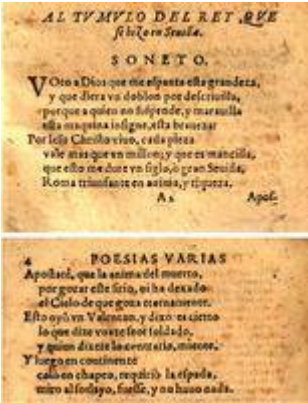 AL TVMVLO DEL REY, QVE
se hizo en Seuilla.
SONETO.
VOto a Dios que me espanta esta grandeza,
y que diera vn doblon por descriuilla,
porque a quien no suspende, y marauilla
esta maquina insigne, esta braueza?
Por Iesu Christo viuo, cada pieza
vale mas que vn millon; y que es mancilla,
que esto no dure vn siglo, o gran Seuilla,
Roma triunfante en animo, y riqueza.
A 2 Apos-
4 POESIAS VARIAS
Apostarè, que la anima del muerto,
por gozar este sitio, oi ha dexado
el Cielo de que goza eternamente.
Esto oyò vn Valenton, y dixo es cierto
lo que dize voace seor soldado,
y quien dixere lo contrario, miente.
Y luego en continente
calò en chapeo, requiriò la espada,
mirò al soslayo, fuesse, y no huuo nada.